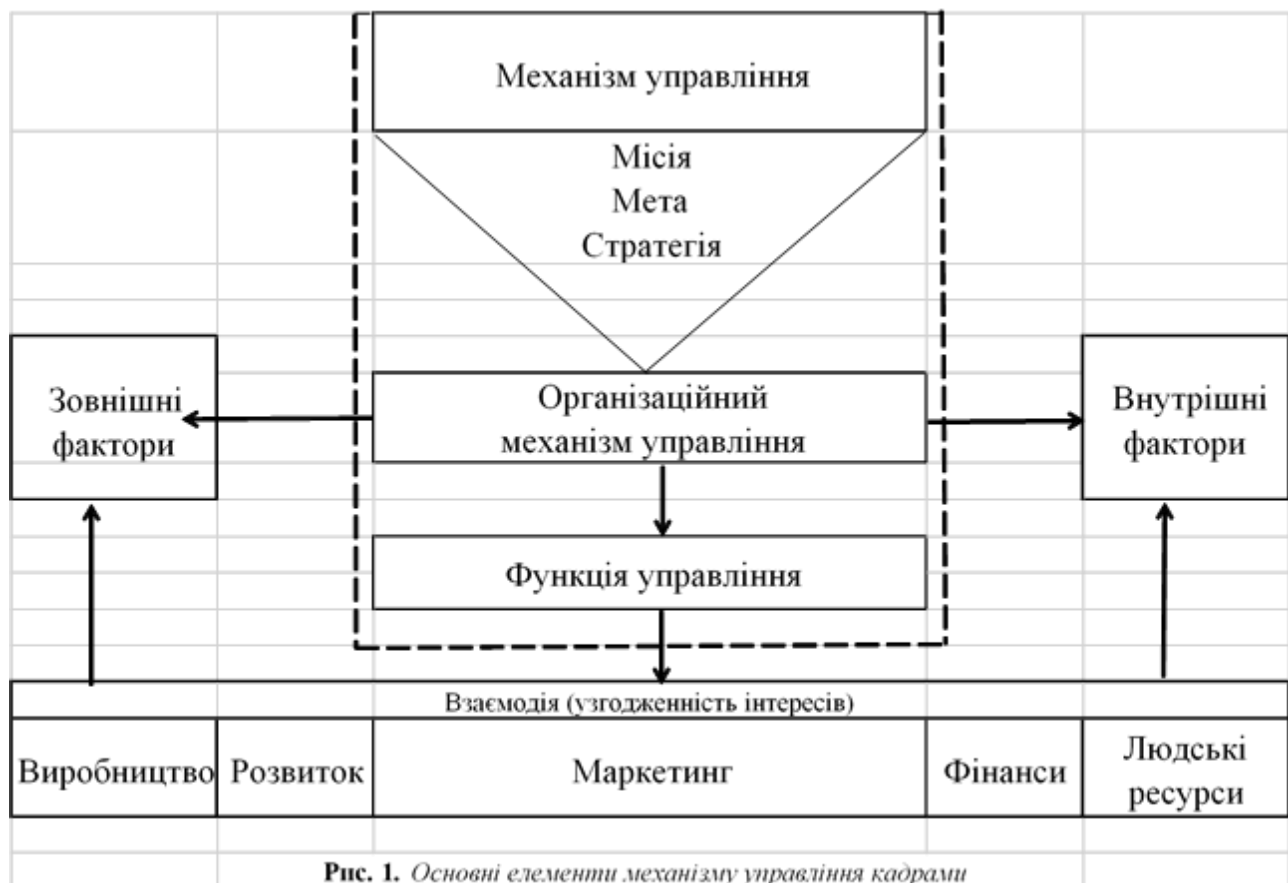 Механізм управління
Місія
Мета
Стратегія
Зовнішні
фактори
Організаційний
механізм управління
Внутрішні
фактори
Функція управління
Взаємодія (узгодженність інтересів)
Виробництво
Розвиток
Маркетинг
Фінанси
Людські
ресурси
Рис. 1. Основні елементи механізму управління кадрами